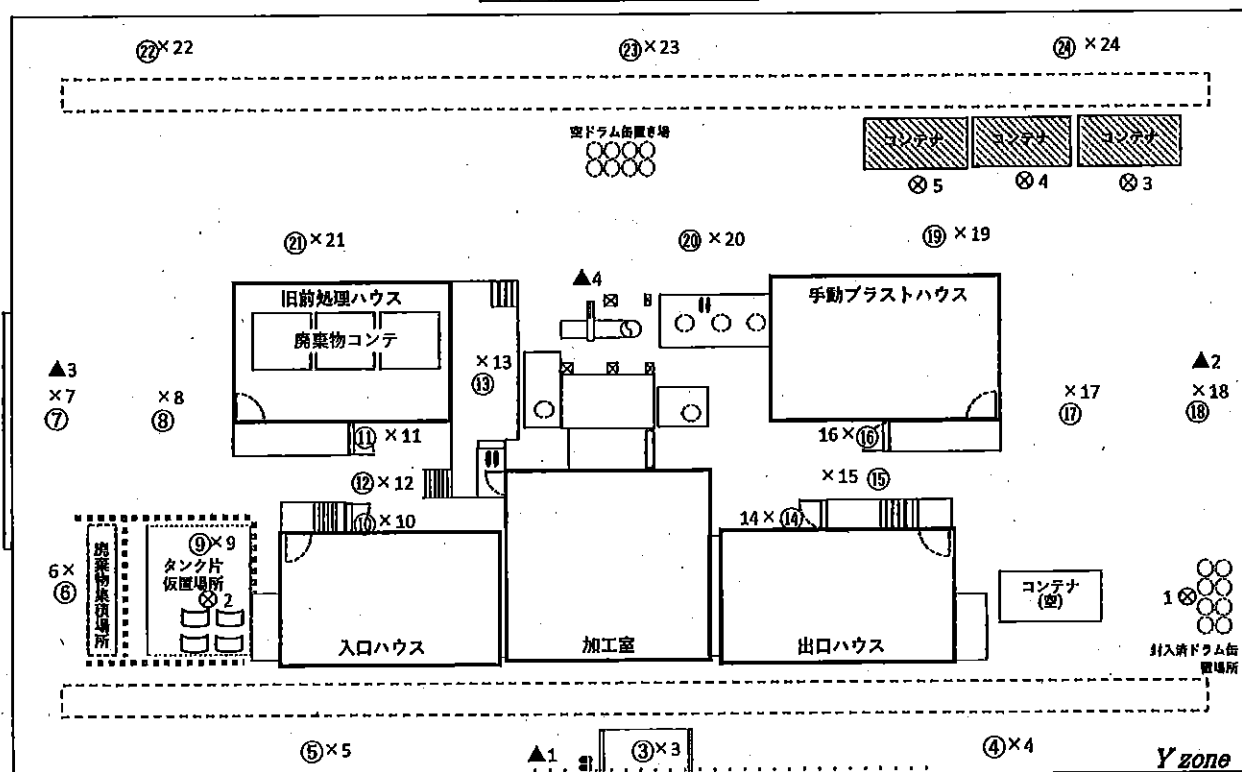 ㉒×22
㉓×23
㉔×24
空ドラム缶置き場
コンテナ
コンテナ
コンテナ
⊗5
⊗4
⊗3
㉑×21
⑳×20
⑲×19
▲4
旧前処理ハウス
廃棄物コンテ
手動ブラストハウス
×13
⑬
▲3
×7
⑦
×8
⑧
×17
⑰
▲2
×18
⑱
⑪×11
16×⑯
⑫×12
×15⑮
⑩×10
14×⑭
6×
⑥
廃棄物集積場所
⑨×9
タンク片
仮置場所
⊗2
入口ハウス
加工室
出口ハウス
コンテナ
(空)
1⊗
封入済ドラム缶
置場所
⑤×5
▲1
③×3
④×4
Y zone